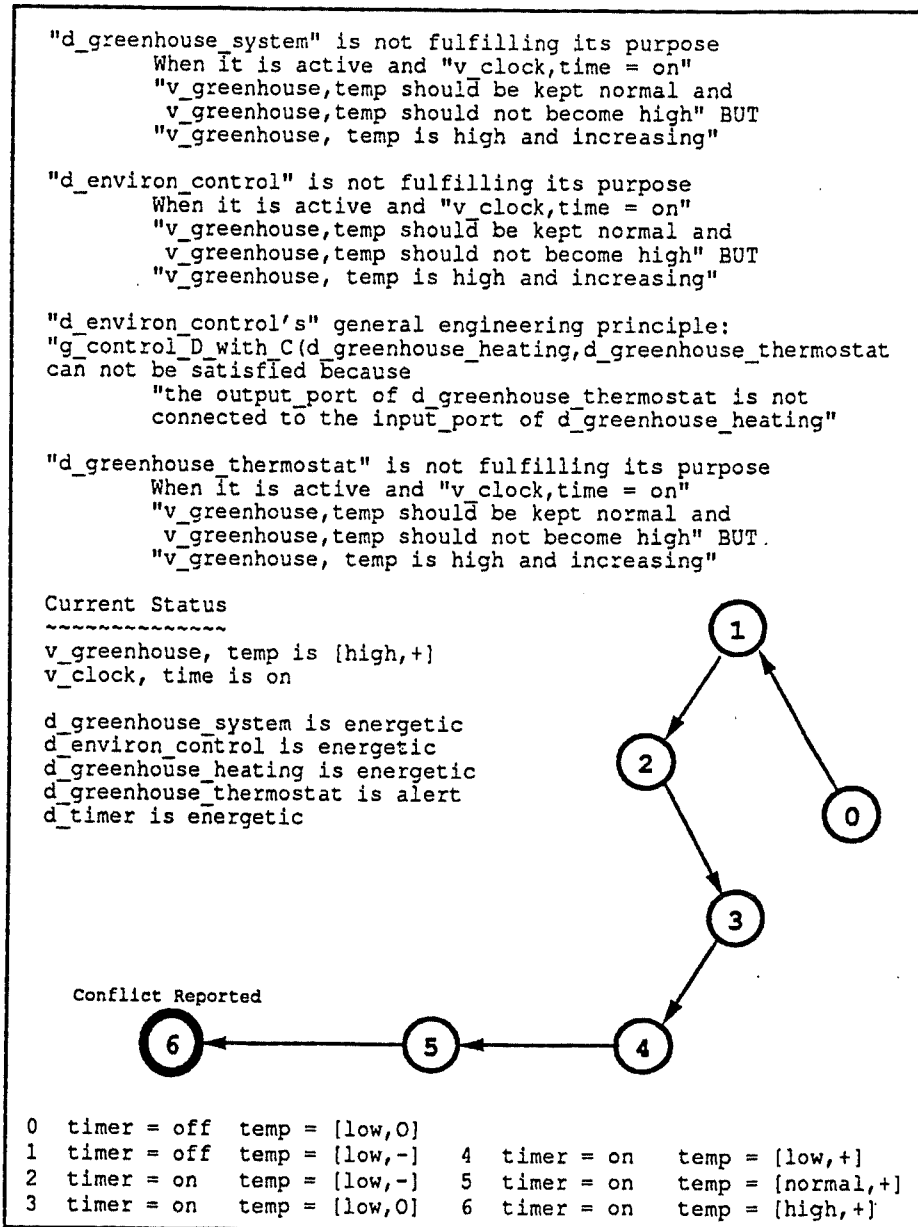 "d_greenhouse_system" is not fulfilling its purpose
When it is active and "v_clock,time = on"
"v_greenhouse,temp should be kept normal and
v_greenhouse,temp should not become high" BUT
"v_greenhouse, temp is high and increasing"
"d_environ_control" is not fulfilling its purpose
When it is active and "v_clock,time = on"
"v_greenhouse,temp should be kept normal and
v_greenhouse,temp should not become high" BUT
"v_greenhouse, temp is high and increasing"
"d_environ_control's" general engineering principle:
"g_control_D_with_C(d_greenhouse_heating,d_greenhouse_thermostat
can not be satisfied because
"the output_port of d_greenhouse_thermostat is not
connected to the input_port of d_greenhouse_heating"
"d_greenhouse_thermostat" is not fulfilling its purpose
When it is active and "v_clock,time = on"
"v_greenhouse,temp should be kept normal and
v_greenhouse,temp should not become high" BUT.
"v_greenhouse, temp is high and increasing"
Current Status
~~~~~~~~~~~~~~
v_greenhouse, temp is [high,+]
v_clock, time is on
d_greenhouse_system is energetic
d_environ_control is energetic
d_greenhouse_heating is energetic
d_greenhouse_thermostat is alert
d_timer is energetic
1
2
0
3
Conflict Reported
6
5
4
0 timer = off temp = [low,O]
1 timer = off temp = [low,-] 4 timer = on temp = [low,+]
2 timer = on temp = [low,-] 5 timer = on temp = [normal,+]
3 timer = on temp = [low,O] 6 timer = on temp = [high,+]